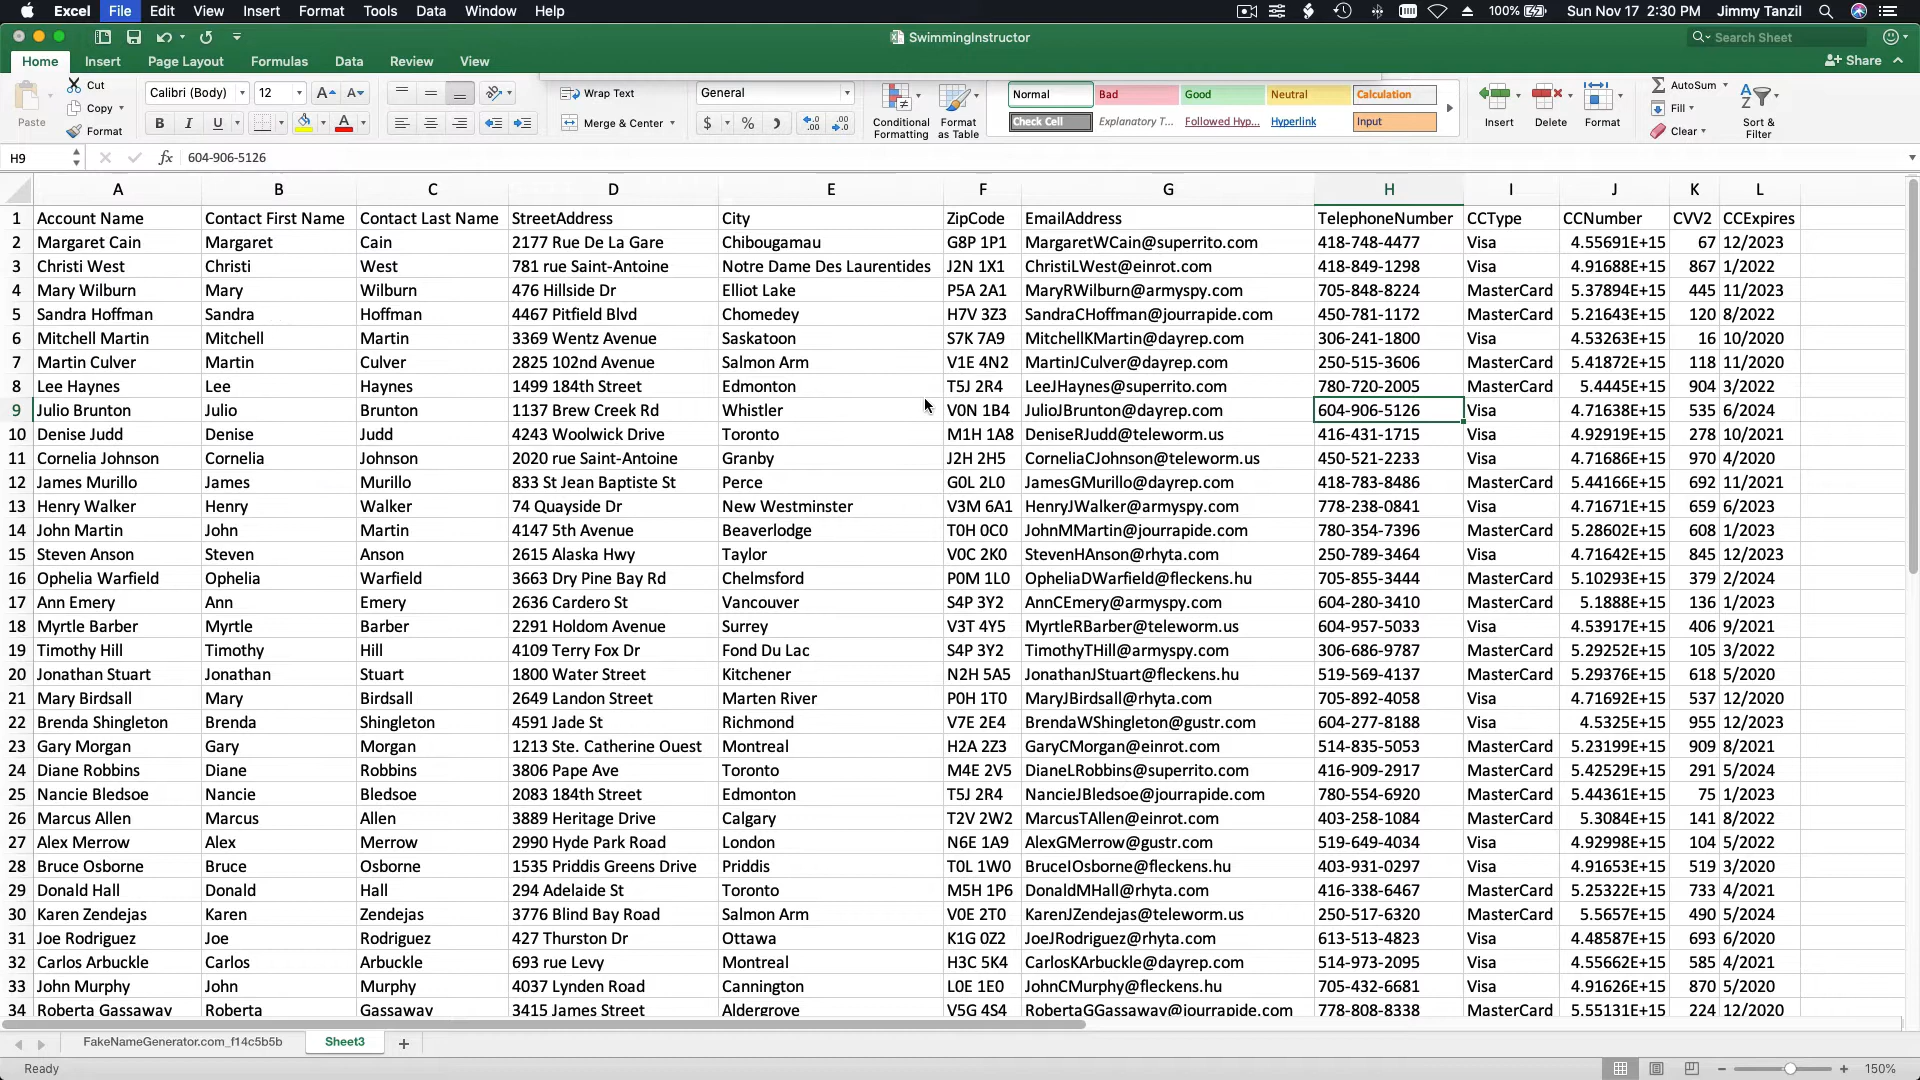 Excel File Edit View Insert Format Tools Data Window Help 100% Sun Nov 17 2:30 PM Jimmy Tanzil
SwimmingInstructor Search Sheet
Home Insert Page Layout Formulas Data Review View Share
Cut Calibri (Body) 12 Wrap Text General Normal Bad Good Neutral Calculation AutoSum
Paste Copy Fill
Format B I U Merge & Center $ % Conditional Formatting Format as Table Check Cell Explanatory T... Followed Hyp... Hyperlink Input Insert Delete Format Clear Sort & Filter
H9 fx 604-906-5126
A B C D E F G H I J K L
1 Account Name Contact First Name Contact Last Name StreetAddress City ZipCode EmailAddress TelephoneNumber CCType CCNumber CVV2 CCExpires
2 Margaret Cain Margaret Cain 2177 Rue De La Gare Chibougamau G8P 1P1 MargaretWCain@superrito.com 418-748-4477 Visa 4.55691E+15 67 12/2023
3 Christi West Christi West 781 rue Saint-Antoine Notre Dame Des Laurentides J2N 1X1 ChristiLWest@einrot.com 418-849-1298 Visa 4.91688E+15 867 1/2022
4 Mary Wilburn Mary Wilburn 476 Hillside Dr Elliot Lake P5A 2A1 MaryRWilburn@armyspy.com 705-848-8224 MasterCard 5.37894E+15 445 11/2023
5 Sandra Hoffman Sandra Hoffman 4467 Pitfield Blvd Chomedey H7V 3Z3 SandraCHoffman@jourrapide.com 450-781-1172 MasterCard 5.21643E+15 120 8/2022
6 Mitchell Martin Mitchell Martin 3369 Wentz Avenue Saskatoon S7K 7A9 MitchellKMartin@dayrep.com 306-241-1800 Visa 4.53263E+15 16 10/2020
7 Martin Culver Martin Culver 2825 102nd Avenue Salmon Arm V1E 4N2 MartinJCulver@dayrep.com 250-515-3606 MasterCard 5.41872E+15 118 11/2020
8 Lee Haynes Lee Haynes 1499 184th Street Edmonton T5J 2R4 LeeJHaynes@superrito.com 780-720-2005 MasterCard 5.4445E+15 904 3/2022
9 Julio Brunton Julio Brunton 1137 Brew Creek Rd Whistler V0N 1B4 JulioJBrunton@dayrep.com 604-906-5126 Visa 4.71638E+15 535 6/2024
10 Denise Judd Denise Judd 4243 Woolwick Drive Toronto M1H 1A8 DeniseRJudd@teleworm.us 416-431-1715 Visa 4.92919E+15 278 10/2021
11 Cornelia Johnson Cornelia Johnson 2020 rue Saint-Antoine Granby J2H 2H5 CorneliaCJohnson@teleworm.us 450-521-2233 Visa 4.71686E+15 970 4/2020
12 James Murillo James Murillo 833 St Jean Baptiste St Perce G0L 2L0 JamesGMurillo@dayrep.com 418-783-8486 MasterCard 5.44166E+15 692 11/2021
13 Henry Walker Henry Walker 74 Quayside Dr New Westminster V3M 6A1 HenryJWalker@armyspy.com 778-238-0841 Visa 4.71671E+15 659 6/2023
14 John Martin John Martin 4147 5th Avenue Beaverlodge T0H 0C0 JohnMMartin@jourrapide.com 780-354-7396 MasterCard 5.28602E+15 608 1/2023
15 Steven Anson Steven Anson 2615 Alaska Hwy Taylor V0C 2K0 StevenHAnson@rhyta.com 250-789-3464 Visa 4.71642E+15 845 12/2023
16 Ophelia Warfield Ophelia Warfield 3663 Dry Pine Bay Rd Chelmsford P0M 1L0 OpheliaDWarfield@fleckens.hu 705-855-3444 MasterCard 5.10293E+15 379 2/2024
17 Ann Emery Ann Emery 2636 Cardero St Vancouver S4P 3Y2 AnnCEmery@armyspy.com 604-280-3410 MasterCard 5.1888E+15 136 1/2023
18 Myrtle Barber Myrtle Barber 2291 Holdom Avenue Surrey V3T 4Y5 MyrtleRBarber@teleworm.us 604-957-5033 Visa 4.53917E+15 406 9/2021
19 Timothy Hill Timothy Hill 4109 Terry Fox Dr Fond Du Lac S4P 3Y2 TimothyTHill@armyspy.com 306-686-9787 MasterCard 5.29252E+15 105 3/2022
20 Jonathan Stuart Jonathan Stuart 1800 Water Street Kitchener N2H 5A5 JonathanJStuart@fleckens.hu 519-569-4137 MasterCard 5.29376E+15 618 5/2020
21 Mary Birdsall Mary Birdsall 2649 Landon Street Marten River P0H 1T0 MaryJBirdsall@rhyta.com 705-892-4058 Visa 4.71692E+15 537 12/2020
22 Brenda Shingleton Brenda Shingleton 4591 Jade St Richmond V7E 2E4 BrendaWShingleton@gustr.com 604-277-8188 Visa 4.5325E+15 955 12/2023
23 Gary Morgan Gary Morgan 1213 Ste. Catherine Ouest Montreal H2A 2Z3 GaryCMorgan@einrot.com 514-835-5053 MasterCard 5.23199E+15 909 8/2021
24 Diane Robbins Diane Robbins 3806 Pape Ave Toronto M4E 2V5 DianeLRobbins@superrito.com 416-909-2917 MasterCard 5.42529E+15 291 5/2024
25 Nancie Bledsoe Nancie Bledsoe 2083 184th Street Edmonton T5J 2R4 NancieJBledsoe@jourrapide.com 780-554-6920 MasterCard 5.44361E+15 75 1/2023
26 Marcus Allen Marcus Allen 3889 Heritage Drive Calgary T2V 2W2 MarcusTAllen@einrot.com 403-258-1084 MasterCard 5.3084E+15 141 8/2022
27 Alex Merrow Alex Merrow 2990 Hyde Park Road London N6E 1A9 AlexGMerrow@gustr.com 519-649-4034 Visa 4.92998E+15 104 5/2022
28 Bruce Osborne Bruce Osborne 1535 Priddis Greens Drive Priddis T0L 1W0 BruceIOsborne@fleckens.hu 403-931-0297 Visa 4.91653E+15 519 3/2020
29 Donald Hall Donald Hall 294 Adelaide St Toronto M5H 1P6 DonaldMHall@rhyta.com 416-338-6467 MasterCard 5.25322E+15 733 4/2021
30 Karen Zendejas Karen Zendejas 3776 Blind Bay Road Salmon Arm V0E 2T0 KarenJZendejas@teleworm.us 250-517-6320 MasterCard 5.5657E+15 490 5/2024
31 Joe Rodriguez Joe Rodriguez 427 Thurston Dr Ottawa K1G 0Z2 JoeJRodriguez@rhyta.com 613-513-4823 Visa 4.48587E+15 693 6/2020
32 Carlos Arbuckle Carlos Arbuckle 693 rue Levy Montreal H3C 5K4 CarlosKArbuckle@dayrep.com 514-973-2095 Visa 4.55662E+15 585 4/2021
33 John Murphy John Murphy 4037 Lynden Road Cannington L0E 1E0 JohnCMurphy@fleckens.hu 705-432-6681 Visa 4.91626E+15 870 5/2020
34 Roberta Gassaway Roberta Gassaway 3415 James Street Aldergrove V5G 4S4 RobertaGGassaway@jourrapide.com 778-808-8338 MasterCard 5.55131E+15 224 12/2020
FakeNameGenerator.com_f14c5b5b Sheet3 +
Ready 150%